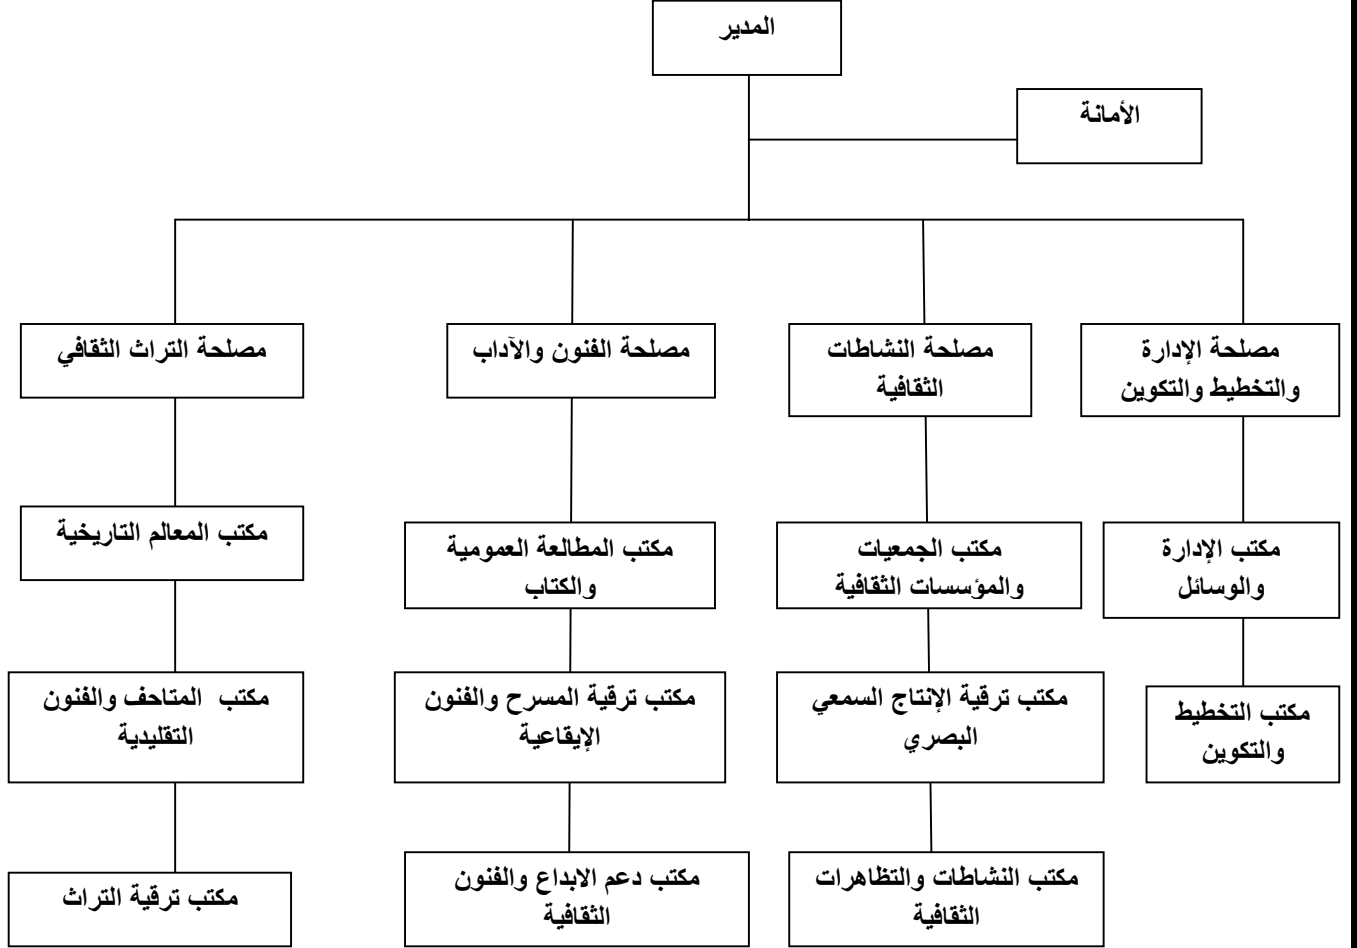 المدير
الأمانة
مصلحة الإدارة
والتخطيط والتكوين
مصلحة النشاطات
الثقافية
مصلحة الفنون والآداب
مصلحة التراث الثقافي
مكتب الإدارة
والوسائل
مكتب الجمعيات
والمؤسسات الثقافية
مكتب المطالعة العمومية
والكتاب
مكتب المعالم التاريخية
مكتب التخطيط
والتكوين
مكتب ترقية الإنتاج السمعي
البصري
مكتب ترقية المسرح والفنون
الإيقاعية
مكتب المتاحف والفنون
التقليدية
مكتب النشاطات والتظاهرات
الثقافية
مكتب دعم الابداع والفنون
الثقافية
مكتب ترقية التراث